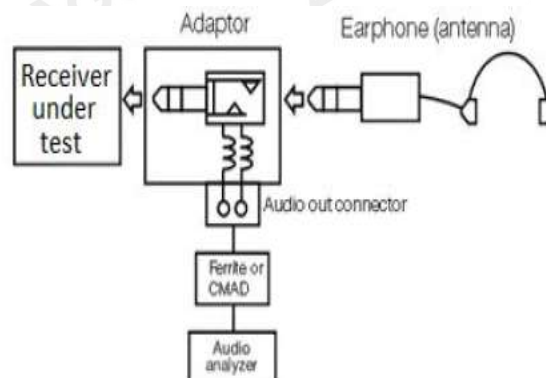 Adaptor
Earphone (antenna)
Receiver
under
test
Audio out connector
Ferrite or
CMAD
Audio
analyzer